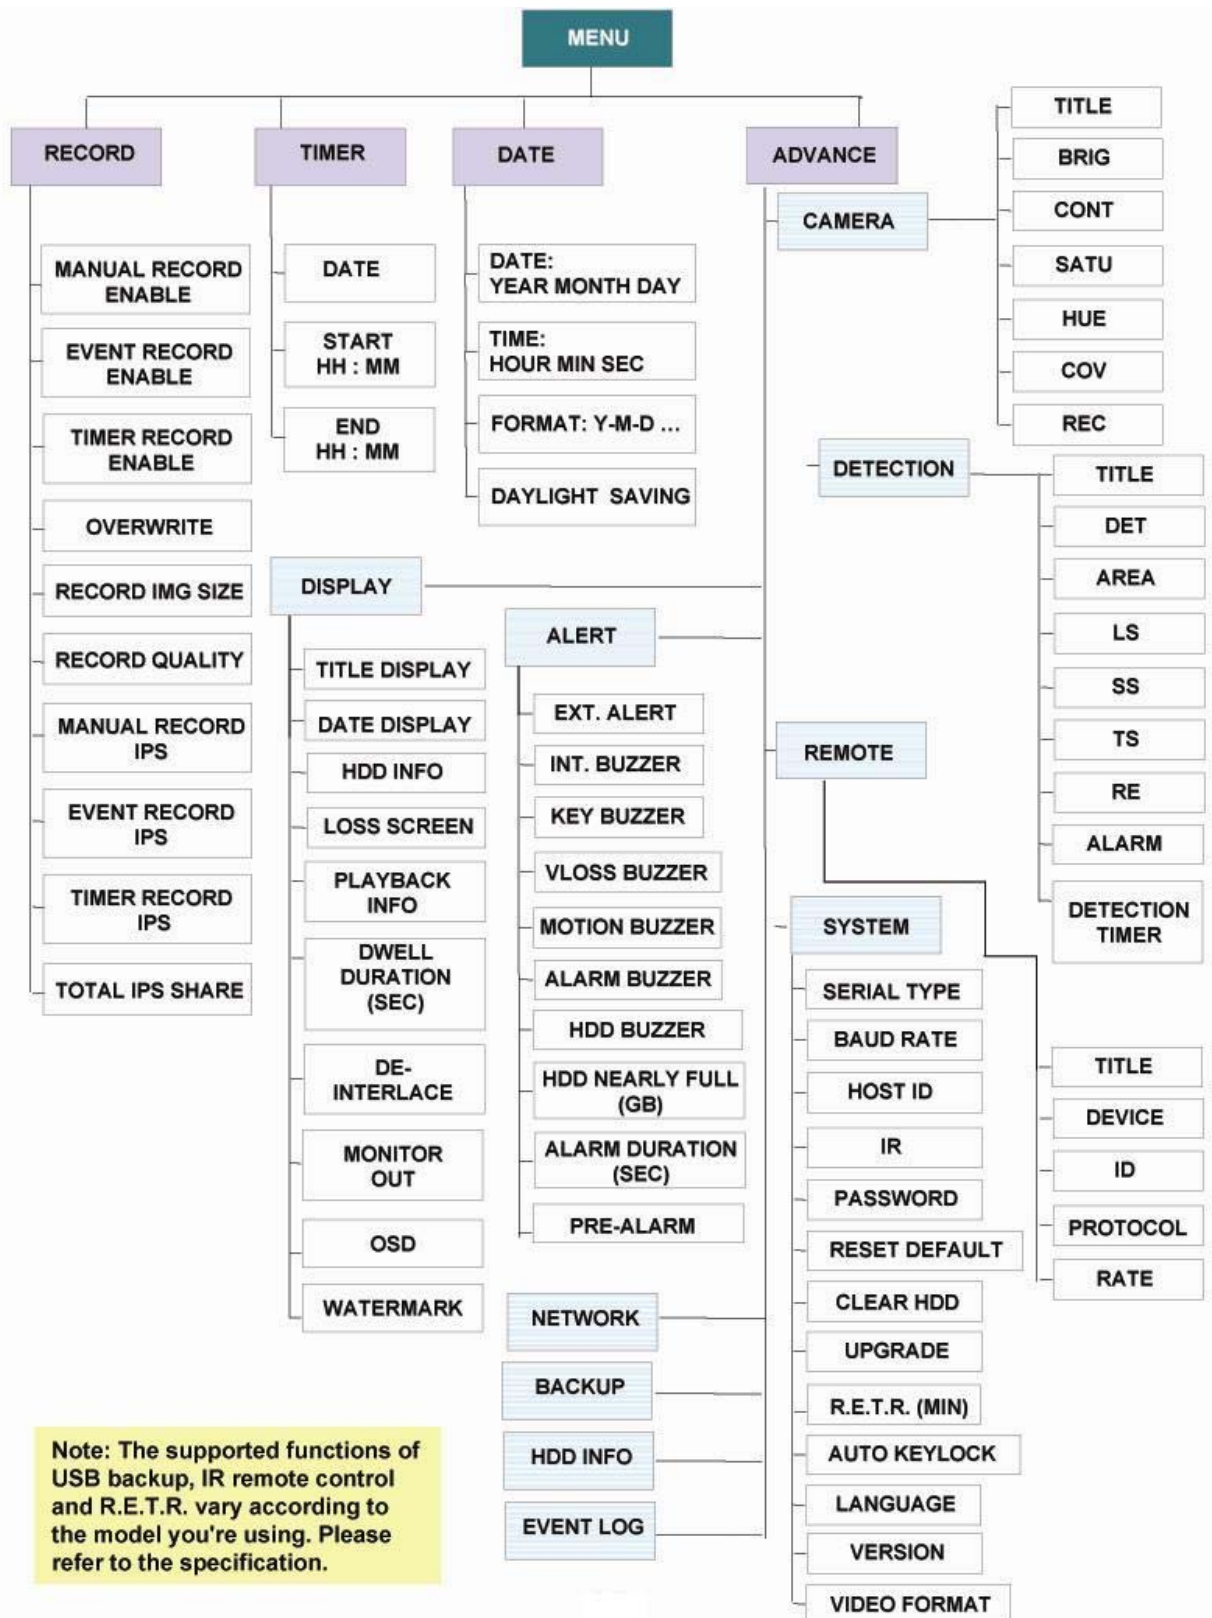 MENU
RECORD
TIMER
DATE
ADVANCE
MANUAL RECORD
ENABLE
EVENT RECORD
ENABLE
TIMER RECORD
ENABLE
OVERWRITE
RECORD IMG SIZE
RECORD QUALITY
MANUAL RECORD
IPS
EVENT RECORD
IPS
TIMER RECORD
IPS
TOTAL IPS SHARE
DATE
START
HH : MM
END
HH : MM
DATE:
YEAR MONTH DAY
TIME:
HOUR MIN SEC
FORMAT: Y-M-D ...
DAYLIGHT SAVING
CAMERA
TITLE
BRIG
CONT
SATU
HUE
COV
REC
DETECTION
TITLE
DET
AREA
LS
SS
TS
RE
ALARM
DETECTION
TIMER
DISPLAY
TITLE DISPLAY
DATE DISPLAY
HDD INFO
LOSS SCREEN
PLAYBACK
INFO
DWELL
DURATION
(SEC)
DE-
INTERLACE
MONITOR
OUT
OSD
WATERMARK
ALERT
EXT. ALERT
INT. BUZZER
KEY BUZZER
VLOSS BUZZER
MOTION BUZZER
ALARM BUZZER
HDD BUZZER
HDD NEARLY FULL
(GB)
ALARM DURATION
(SEC)
PRE-ALARM
REMOTE
TITLE
DEVICE
ID
PROTOCOL
RATE
SYSTEM
SERIAL TYPE
BAUD RATE
HOST ID
IR
PASSWORD
RESET DEFAULT
CLEAR HDD
UPGRADE
R.E.T.R. (MIN)
AUTO KEYLOCK
LANGUAGE
VERSION
VIDEO FORMAT
NETWORK
BACKUP
HDD INFO
EVENT LOG
Note: The supported functions of
USB backup, IR remote control
and R.E.T.R. vary according to
the model you're using. Please
refer to the specification.